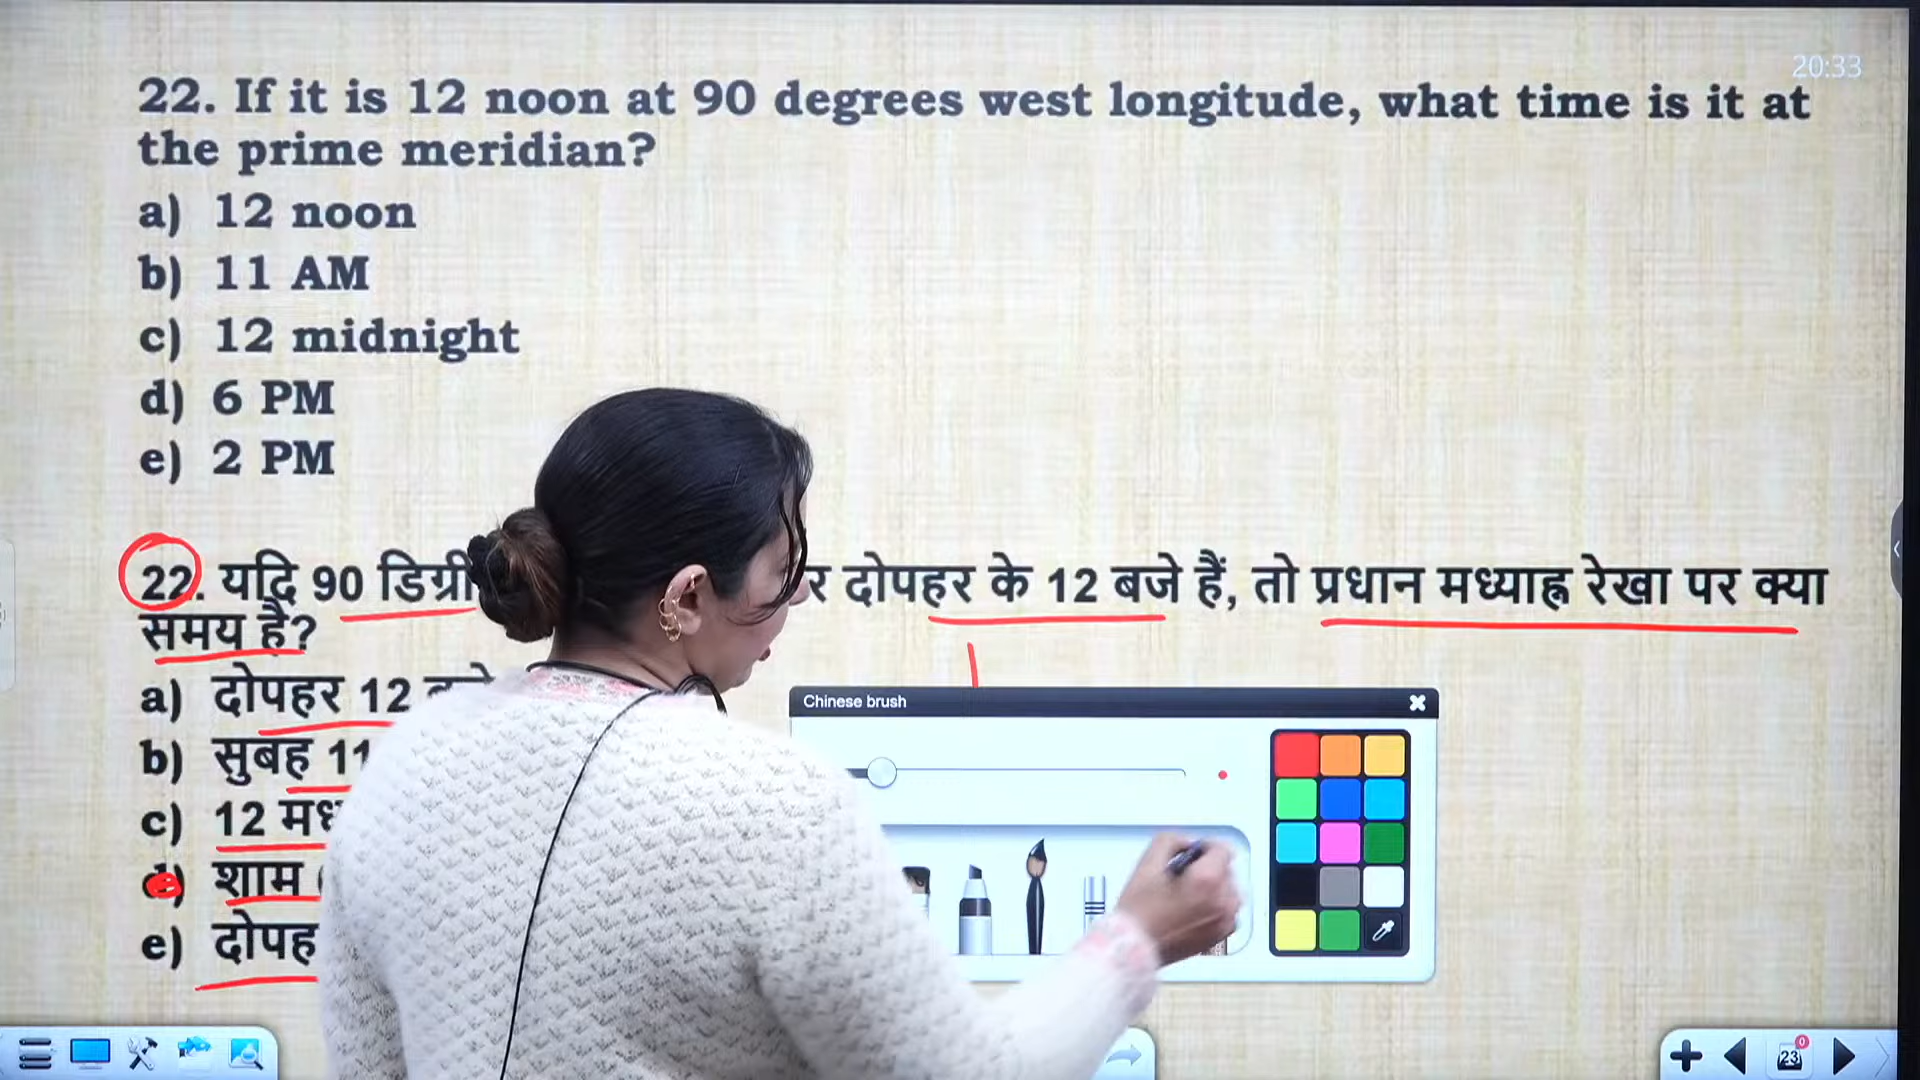 20:33
22. If it is 12 noon at 90 degrees west longitude, what time is it at
the prime meridian?
a) 12 noon
b) 11 AM
c) 12 midnight
d) 6 PM
e) 2 PM
22. यदि 90 डिग्री दोपहर के 12 बजे हैं, तो प्रधान मध्याह्न रेखा पर क्या
समय है?
a) दोपहर 12
b) सुबह 11
c) 12
d) शाम
e)
Chinese brush
0
23